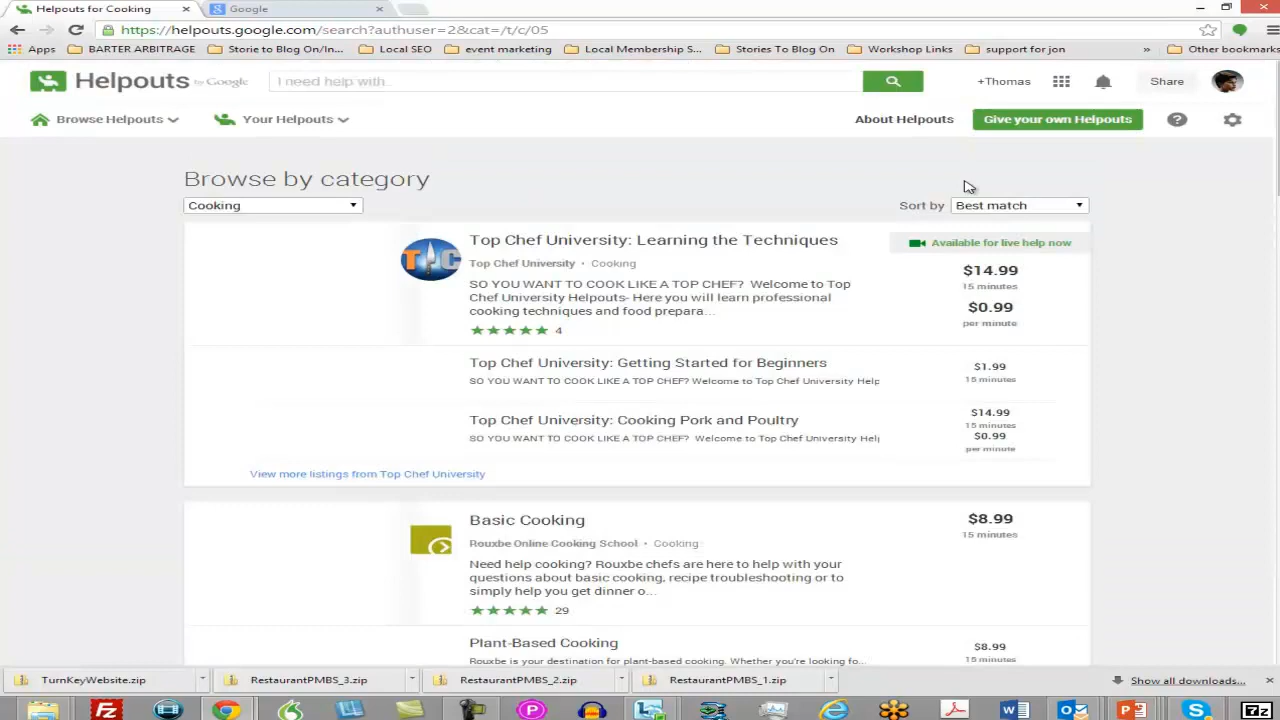 Helpouts for Cooking × Google ×
https://helpouts.google.com/search?authuser=2&cat=/t/c/05
Apps BARTER ARBITRAGE Storie to Blog On/In... Local SEO event marketing Local Membership S... Stories To Blog On Workshop Links support for jon » Other bookmarks
Helpouts by Google I need help with... +Thomas Share
Browse Helpouts Your Helpouts About Helpouts Give your own Helpouts ?
Browse by category
Cooking Sort by Best match
Top Chef University: Learning the Techniques Available for live help now
Top Chef University • Cooking $14.99
15 minutes
SO YOU WANT TO COOK LIKE A TOP CHEF? Welcome to Top
Chef University Helpouts- Here you will learn professional $0.99
cooking techniques and food prepara... per minute
4
Top Chef University: Getting Started for Beginners $1.99
SO YOU WANT TO COOK LIKE A TOP CHEF? Welcome to Top Chef University Help 15 minutes
Top Chef University: Cooking Pork and Poultry $14.99
15 minutes
SO YOU WANT TO COOK LIKE A TOP CHEF? Welcome to Top Chef University Help $0.99
per minute
View more listings from Top Chef University
Basic Cooking $8.99
15 minutes
Rouxbe Online Cooking School • Cooking
Need help cooking? Rouxbe chefs are here to help with your
questions about basic cooking, recipe troubleshooting or to
simply help you get dinner o...
29
Plant-Based Cooking $8.99
Rouxbe is your destination for plant-based cooking. Whether you're looking fo... 15 minutes
TurnKeyWebsite.zip RestaurantPMBS_3.zip RestaurantPMBS_2.zip RestaurantPMBS_1.zip Show all downloads... ×